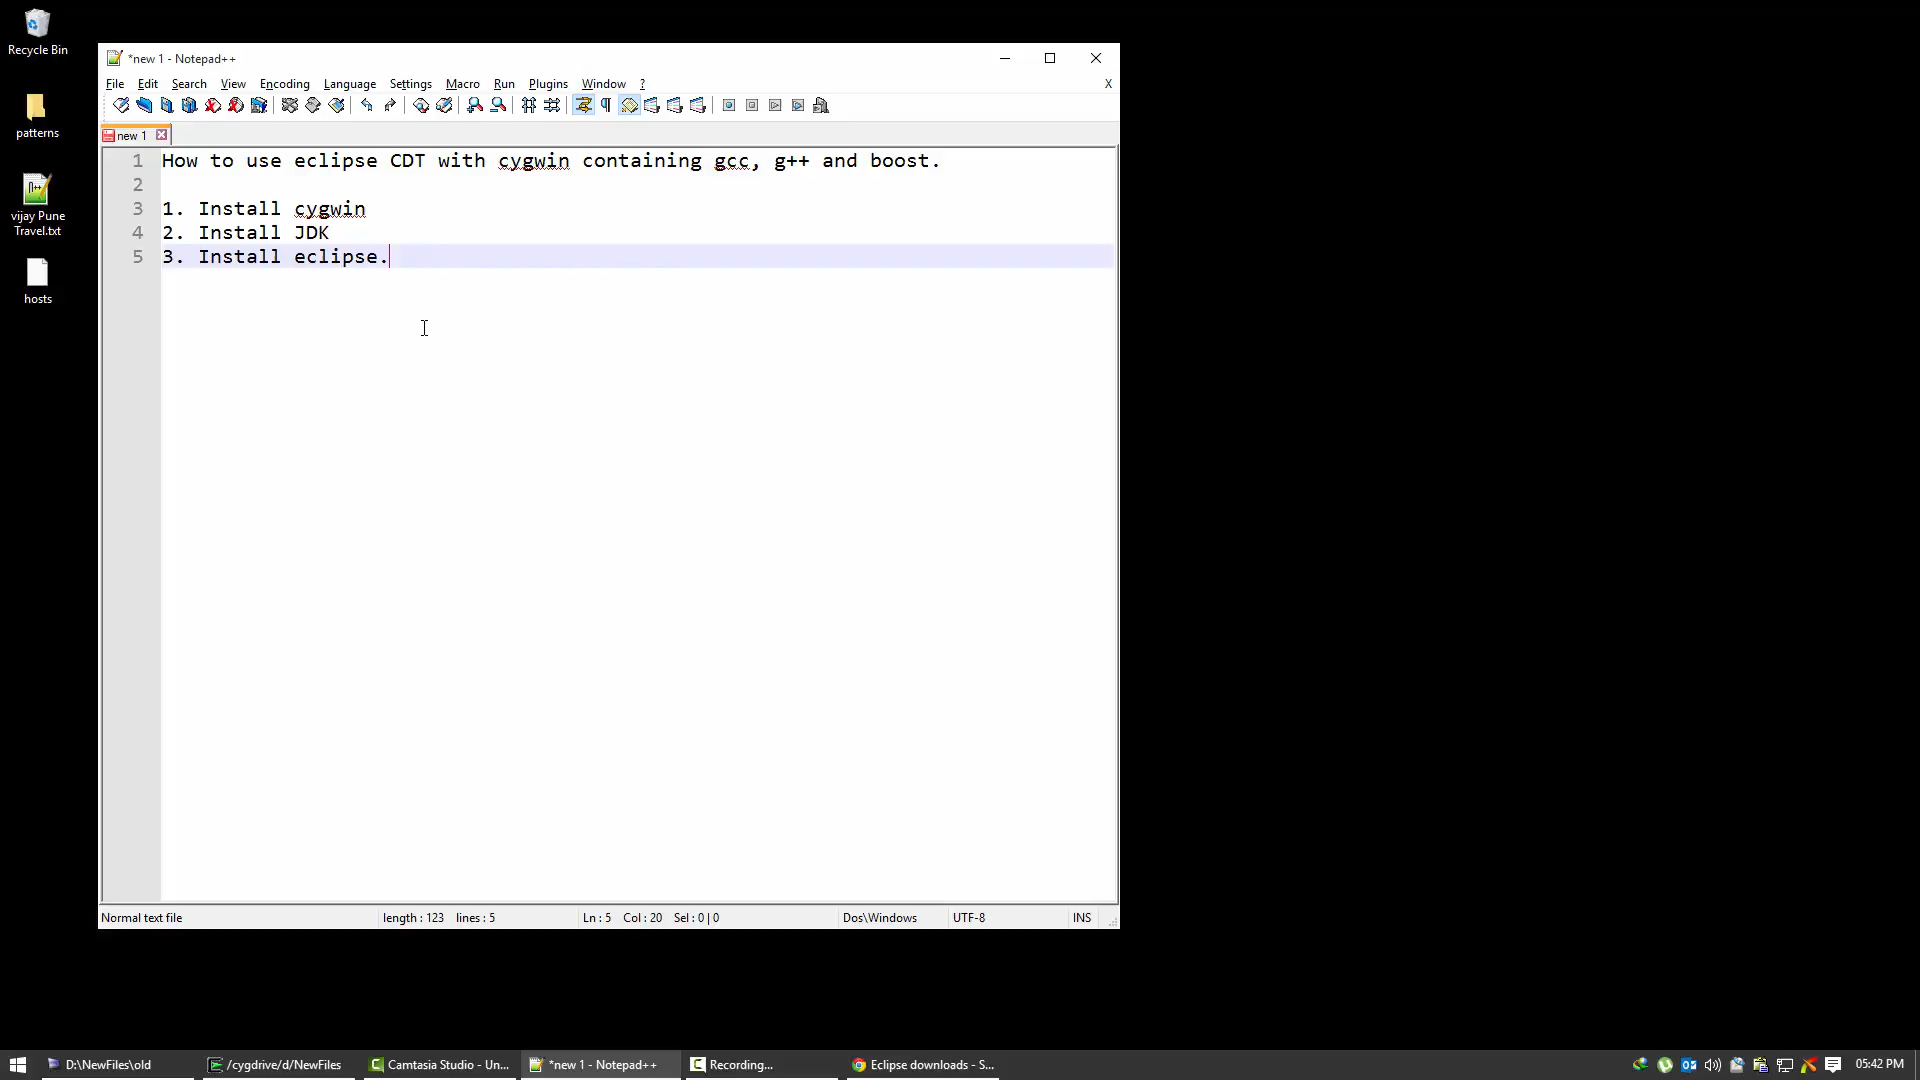 Recycle Bin
patterns
vijay Pune
Travel.txt
hosts
*new 1 - Notepad++
File Edit Search View Encoding Language Settings Macro Run Plugins Window ? X
new 1
1 How to use eclipse CDT with cygwin containing gcc, g++ and boost.
2
3 1. Install cygwin
4 2. Install JDK
5 3. Install eclipse.
Normal text file length : 123 lines : 5 Ln : 5 Col : 20 Sel : 0 | 0 Dos\Windows UTF-8 INS
D:\NewFiles\old /cygdrive/d/NewFiles Camtasia Studio - Un... *new 1 - Notepad++ Recording... Eclipse downloads - S... 05:42 PM